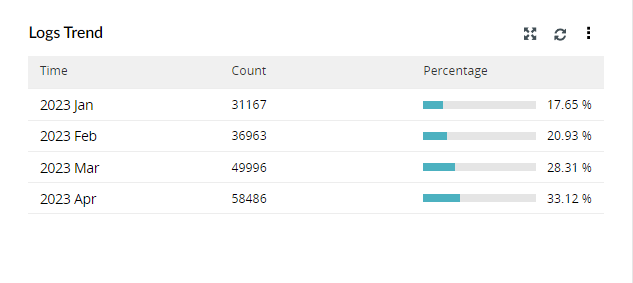 Logs Trend
Time Count Percentage
2023 Jan 31167 17.65 %
2023 Feb 36963 20.93 %
2023 Mar 49996 28.31 %
2023 Apr 58486 33.12 %